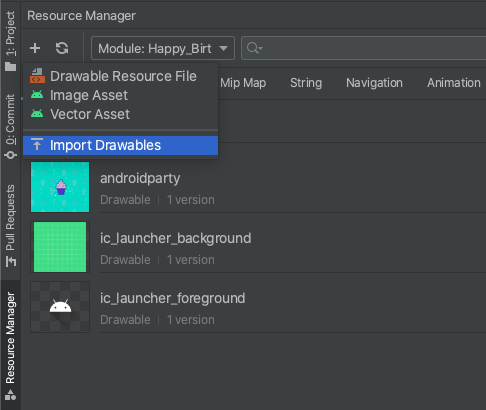 Resource Manager
1: Project
Module: Happy_Birt
Drawable Resource File
Image Asset
Vector Asset
Import Drawables
Mip Map
String
Navigation
Animation
0: Commit
androidparty
Drawable | 1 version
Pull Requests
ic_launcher_background
Drawable | 1 version
ic_launcher_foreground
Drawable | 1 version
Resource Manager